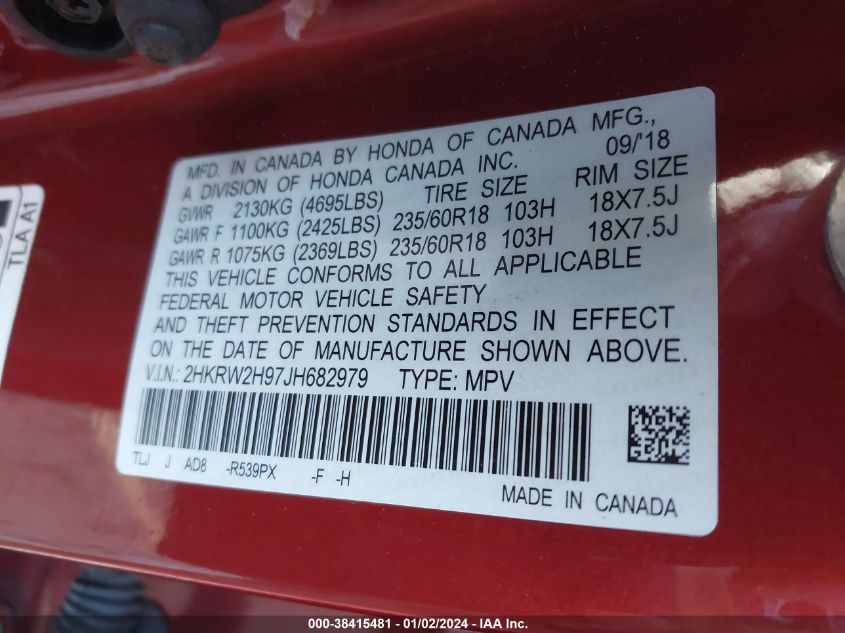 MFD. IN CANADA BY HONDA OF CANADA MFG.,
A DIVISION OF HONDA CANADA INC. 09/'18
GVWR 2130KG (4695LBS) TIRE SIZE RIM SIZE
GAWR F 1100KG (2425LBS) 235/60R18 103H 18X7.5J
GAWR R 1075KG (2369LBS) 235/60R18 103H 18X7.5J
THIS VEHICLE CONFORMS TO ALL APPLICABLE
FEDERAL MOTOR VEHICLE SAFETY
AND THEFT PREVENTION STANDARDS IN EFFECT
ON THE DATE OF MANUFACTURE SHOWN ABOVE.
V.I.N.: 2HKRW2H97JH682979 TYPE: MPV
TLJ J AD8 -R539PX -F -H
MADE IN CANADA
TLA A1
000-38415481 - 01/02/2024 - IAA Inc.